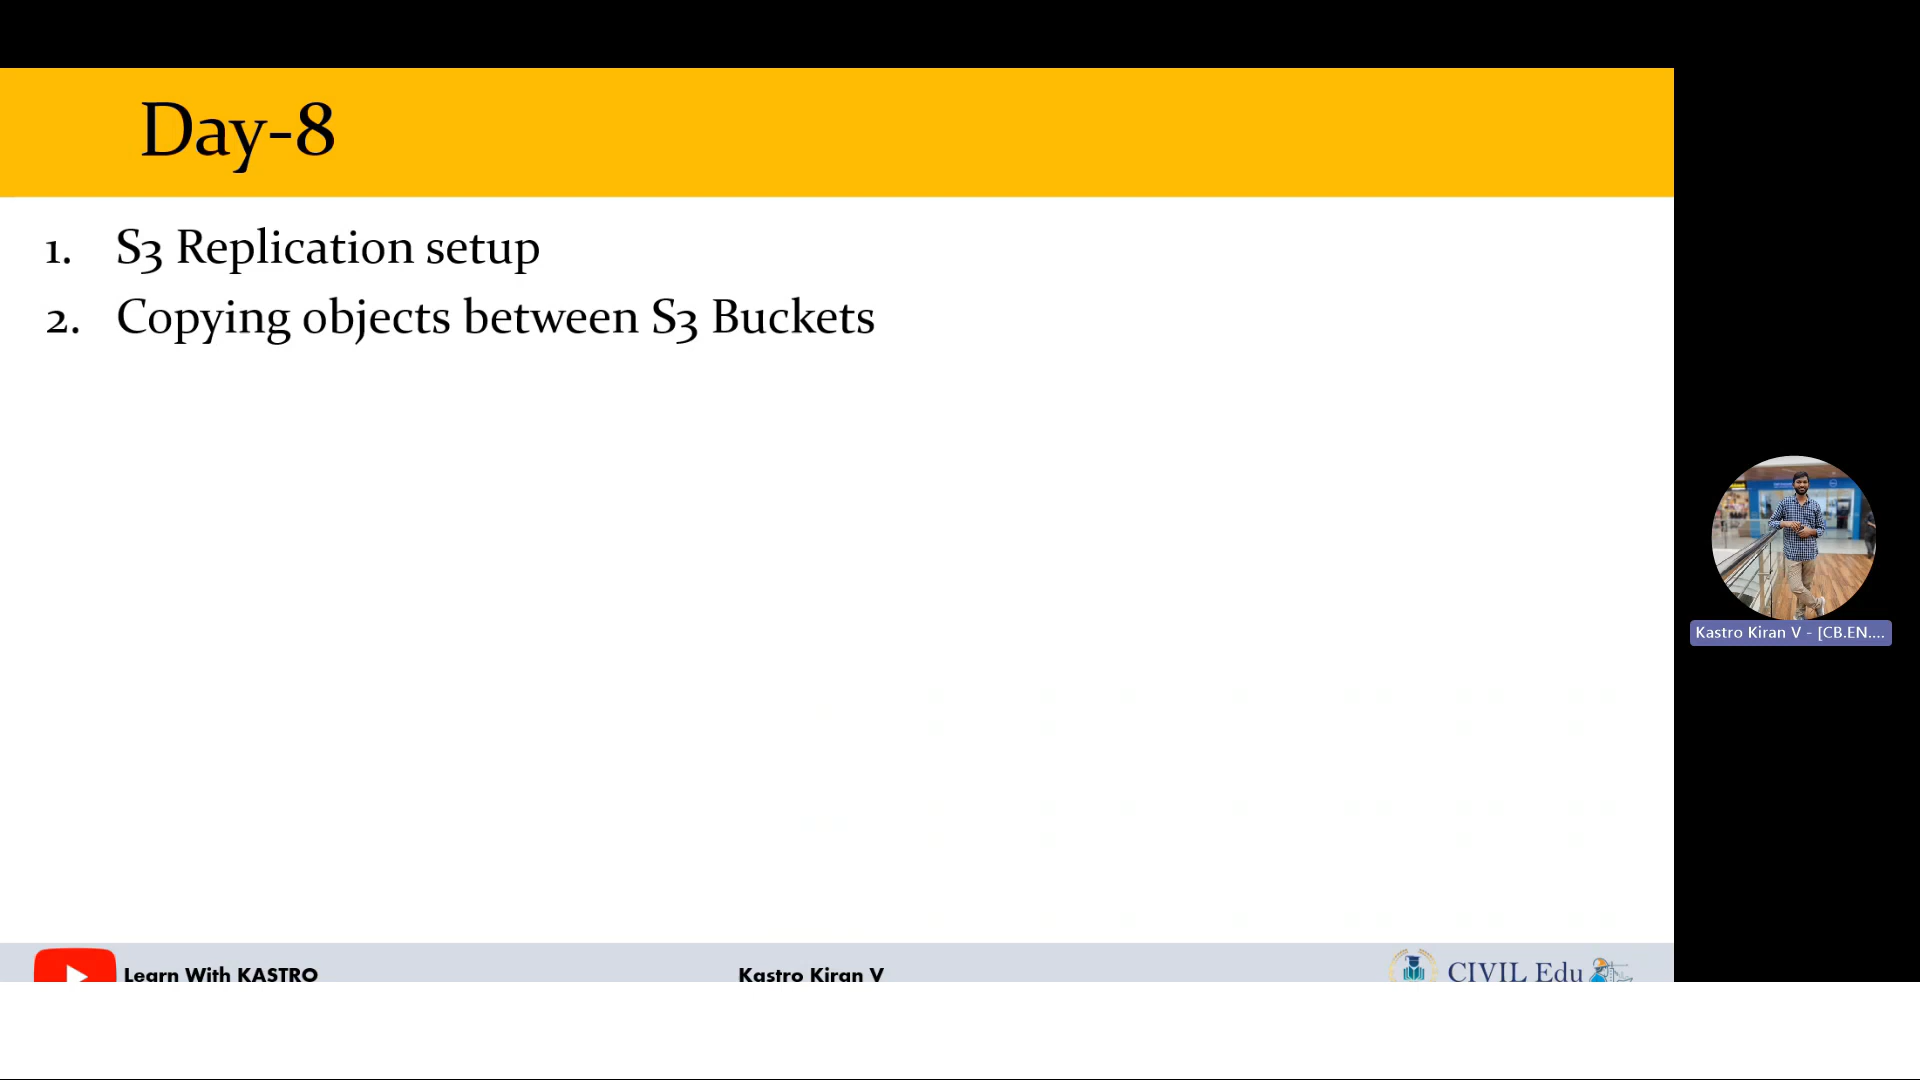 Day-8
1. S3 Replication setup
2. Copying objects between S3 Buckets
Kastro Kiran V - [CB.EN....
Learn With KASTRO
Kastro Kiran V
CIVIL Edu